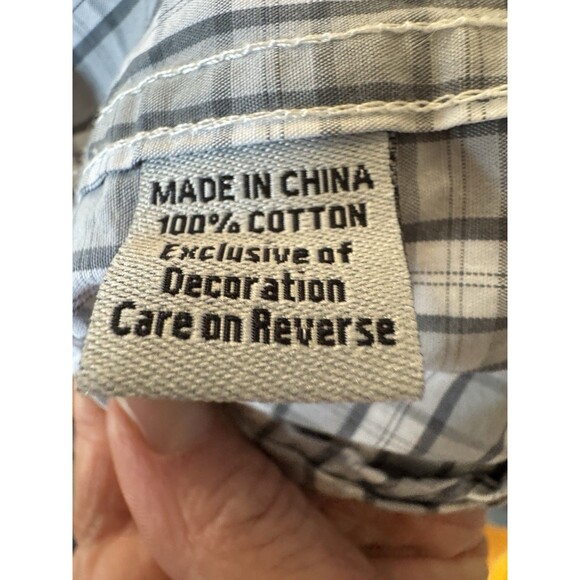 MADE IN CHINA
100% COTTON
Exclusive of
Decoration
Care on Reverse